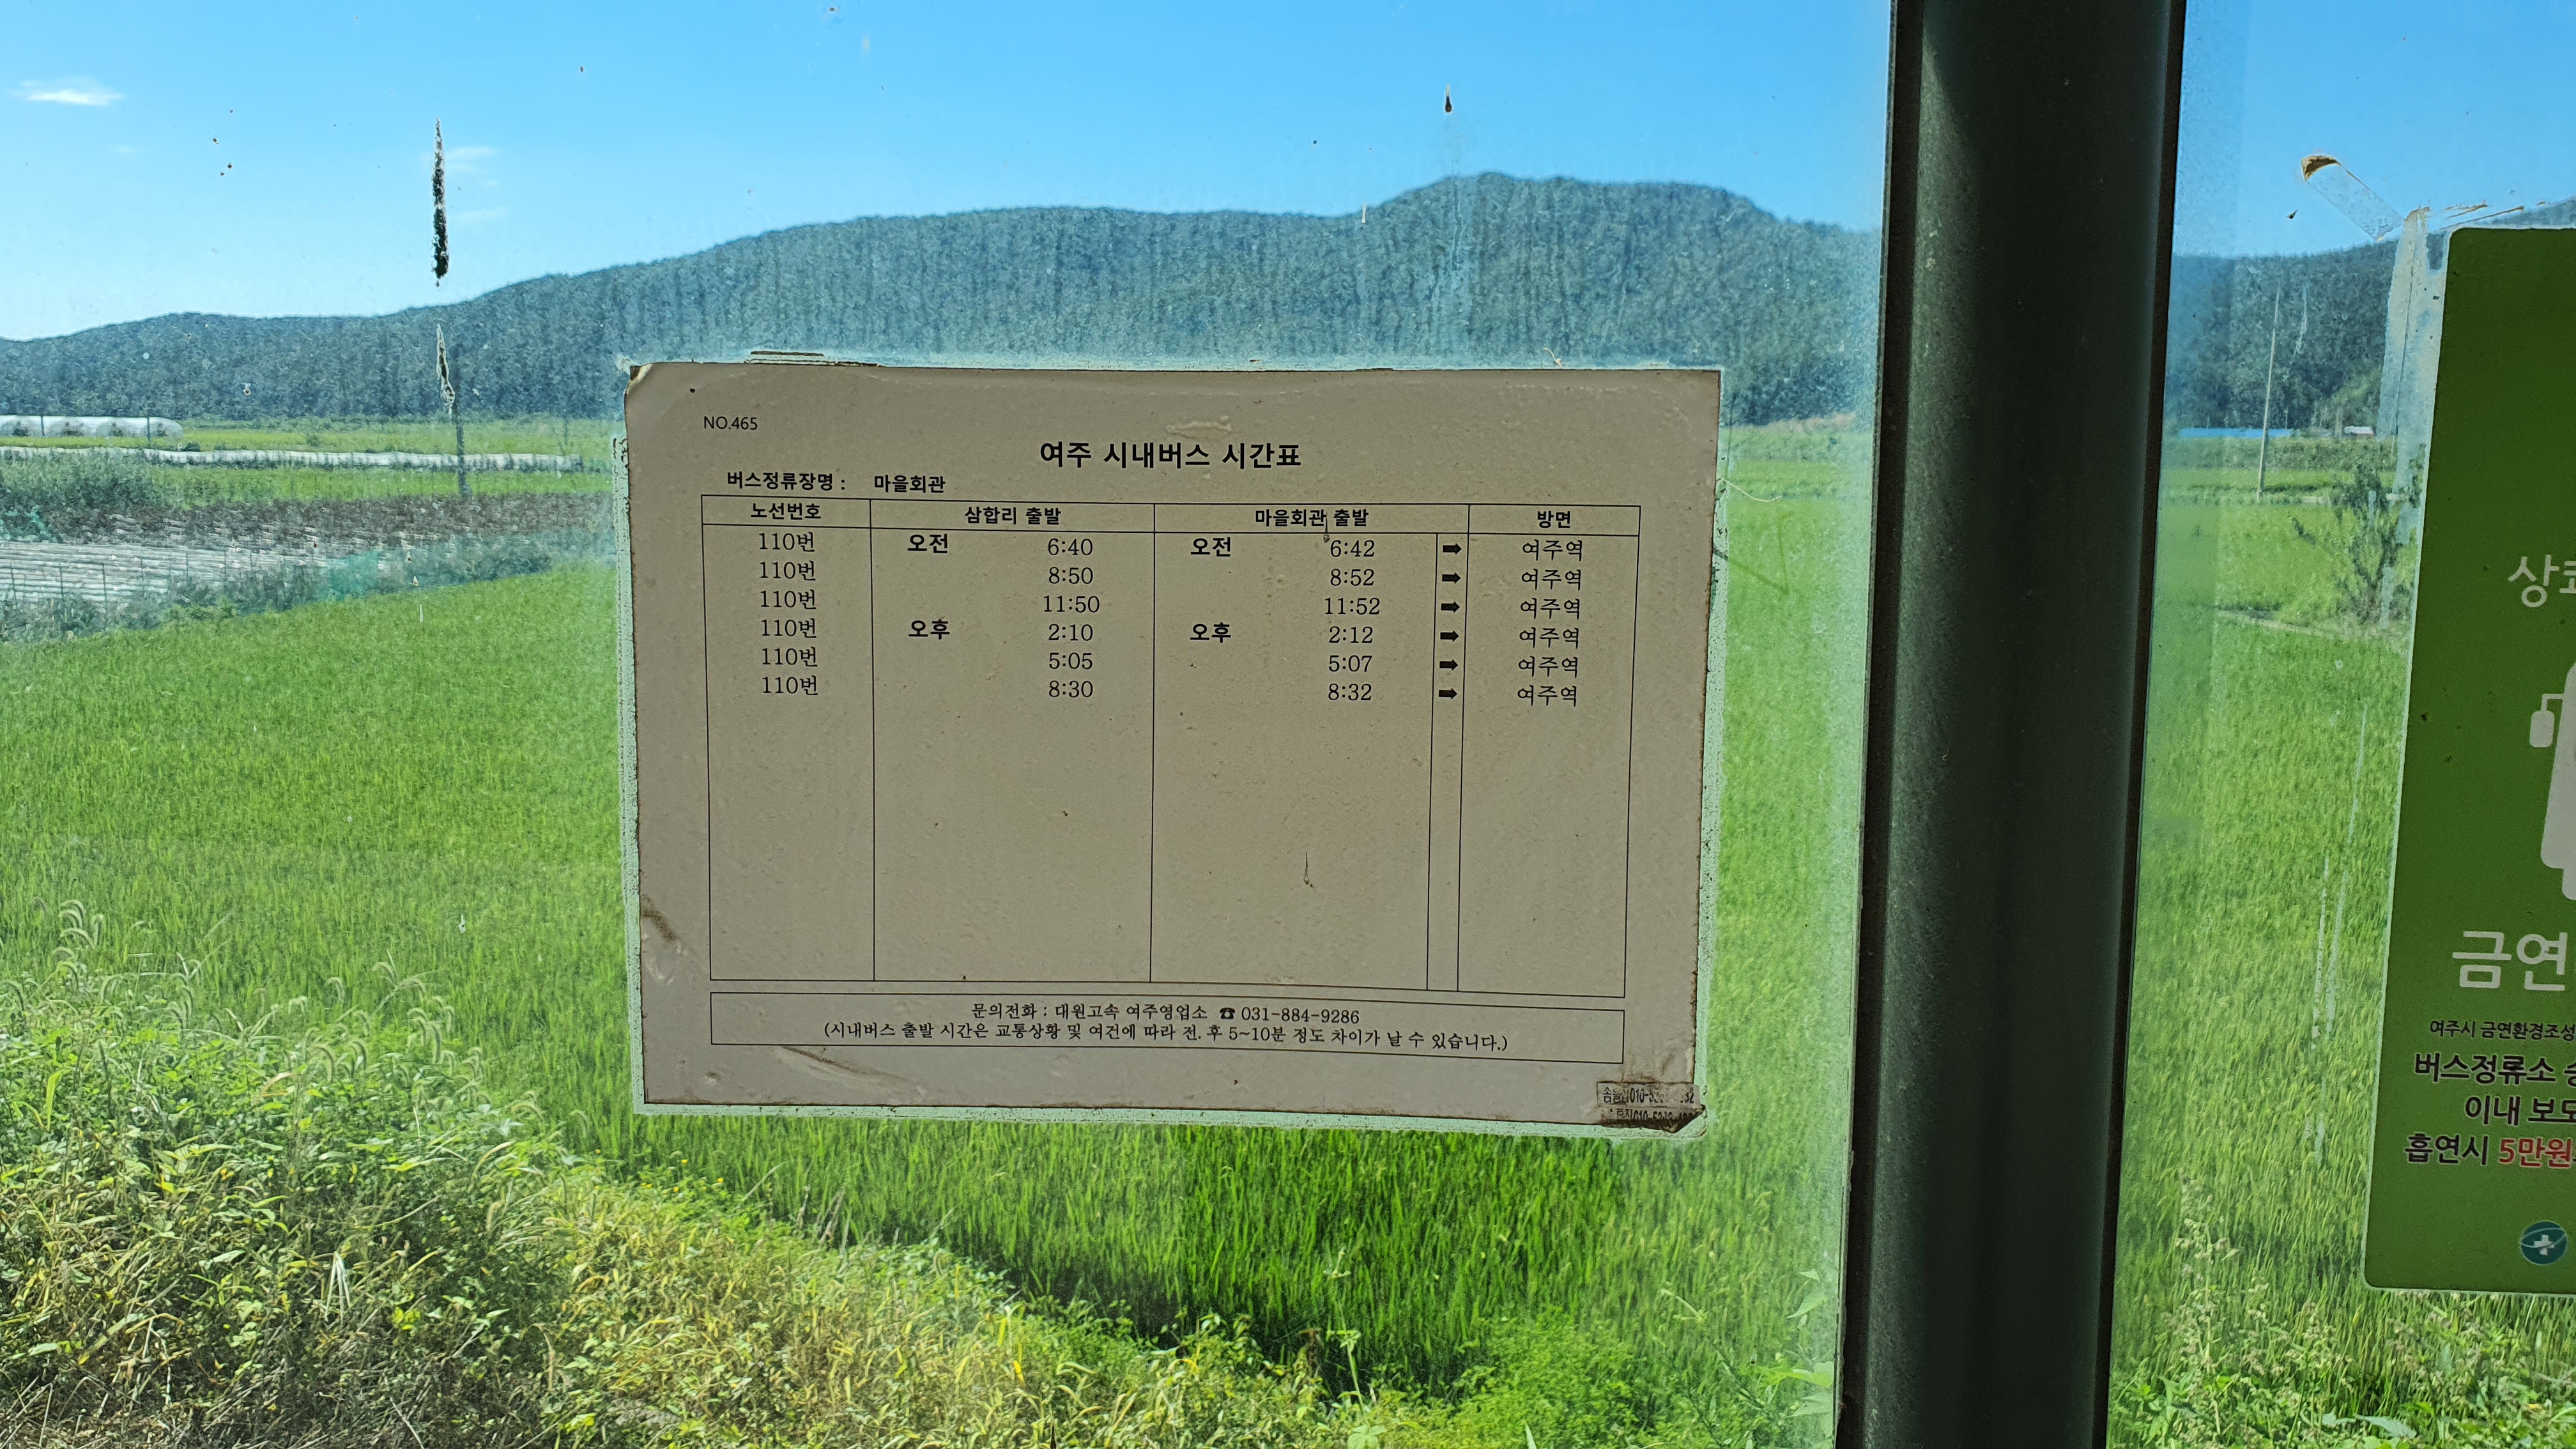 NO.465
여주 시내버스 시간표
버스정류장명 : 마을회관
노선번호 삼합리 출발 마을회관 출발 방면
110번 오전 6:40 오전 6:42 ➡ 여주역
110번 8:50 8:52 ➡ 여주역
110번 11:50 11:52 ➡ 여주역
110번 오후 2:10 오후 2:12 ➡ 여주역
110번 5:05 5:07 ➡ 여주역
110번 8:30 8:32 ➡ 여주역
문의전화 : 대원고속 여주영업소 ☎ 031-884-9286
(시내버스 출발 시간은 교통상황 및 여건에 따라 전. 후 5~10분 정도 차이가 날 수 있습니다.)
금연
여주시 금연환경조성
버스정류소
이내 보도
흡연시 5만원